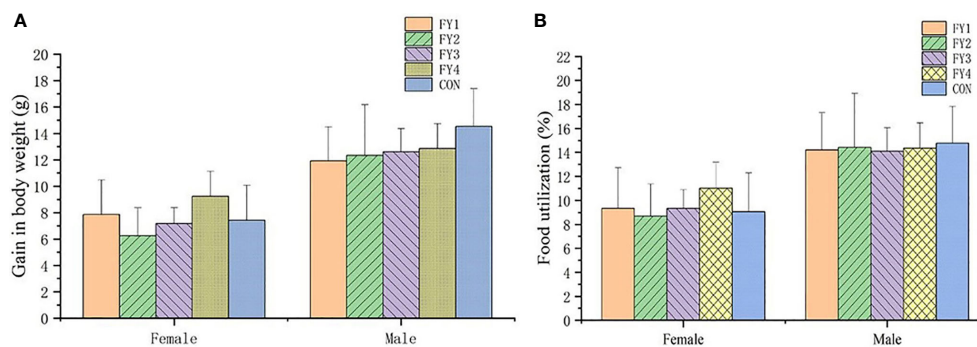 A
FY1
FY2
FY3
FY4
CON
Gain in body weight (g)
20
18
16
14
12
10
8
6
4
2
0
Female
Male
B
FY1
FY2
FY3
FY4
CON
Food utilization (%)
22
20
18
16
14
12
10
8
6
4
2
0
Female
Male